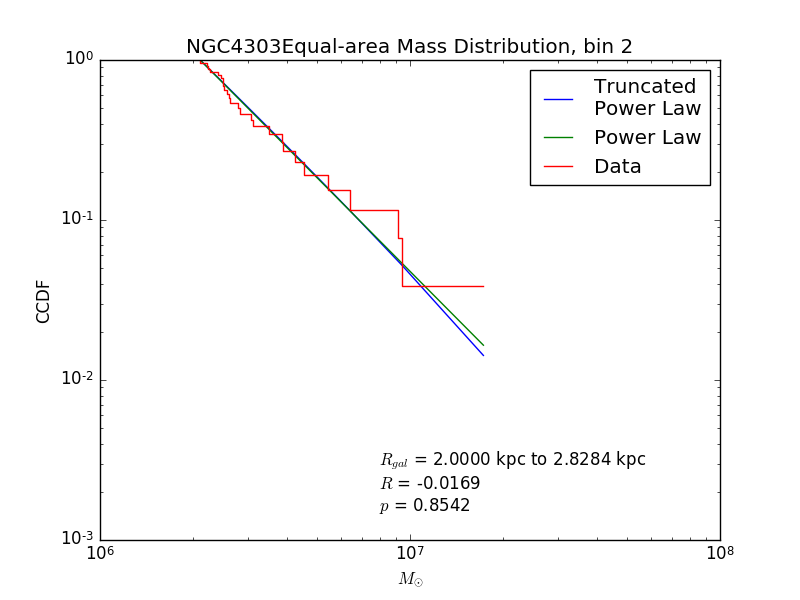 NGC4303Equal-area Mass Distribution, bin 2
10^0
10^-1
10^-2
10^-3
CCDF
Truncated
Power Law
Power Law
Data
R_gal = 2.0000 kpc to 2.8284 kpc
R = -0.0169
p = 0.8542
10^6
10^7
10^8
M_⊙